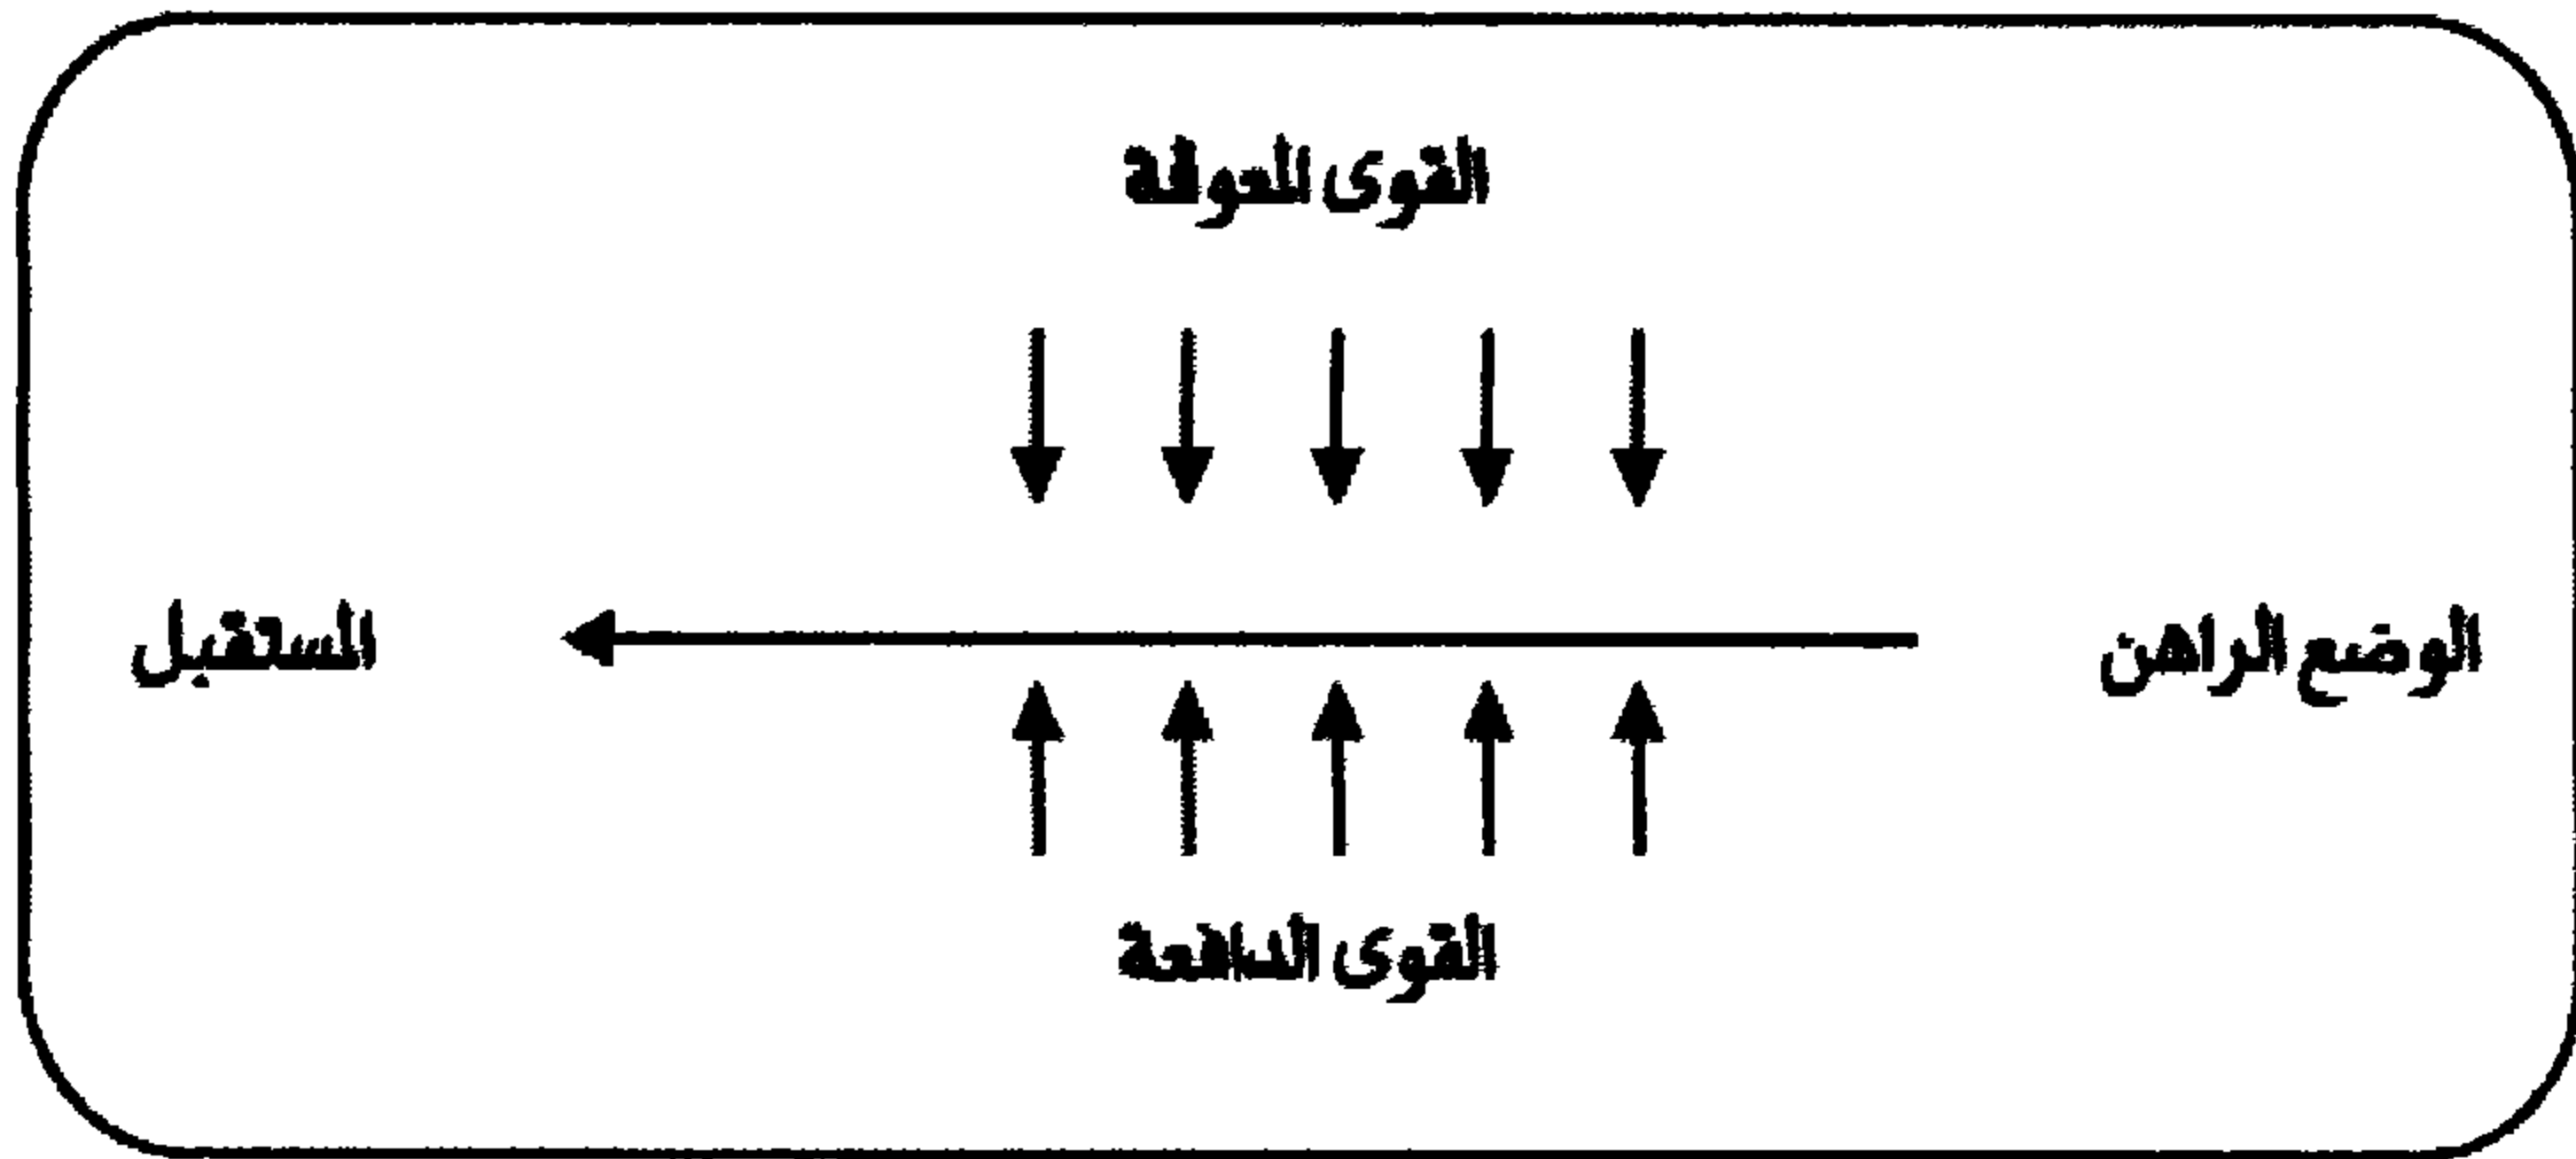 القوى المعوقة
الوضع الراهن
المستقبل
القوى الدافعة